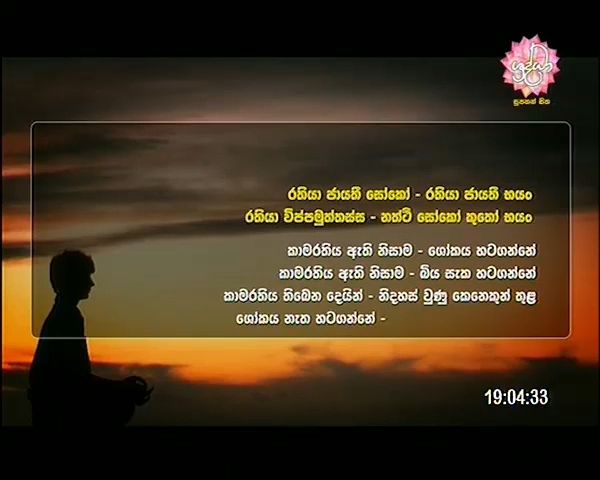 ශ්‍රද්ධා
රතියා ජායතී සෝකෝ - රතියා ජායතී භයං
රතියා විප්පමුත්තස්ස - නත්ථි සෝකෝ කුතෝ භයං
කාමරතිය ඇති නිසාම - ශෝකය හටගන්නේ
කාමරතිය ඇති නිසාම - බිය සැක හටගන්නේ
කාමරතිය තිබෙන දෙයින් - නිදහස් වුණු කෙනෙකුන් තුළ
ශෝකය නැත හටගන්නේ -
19:04:33